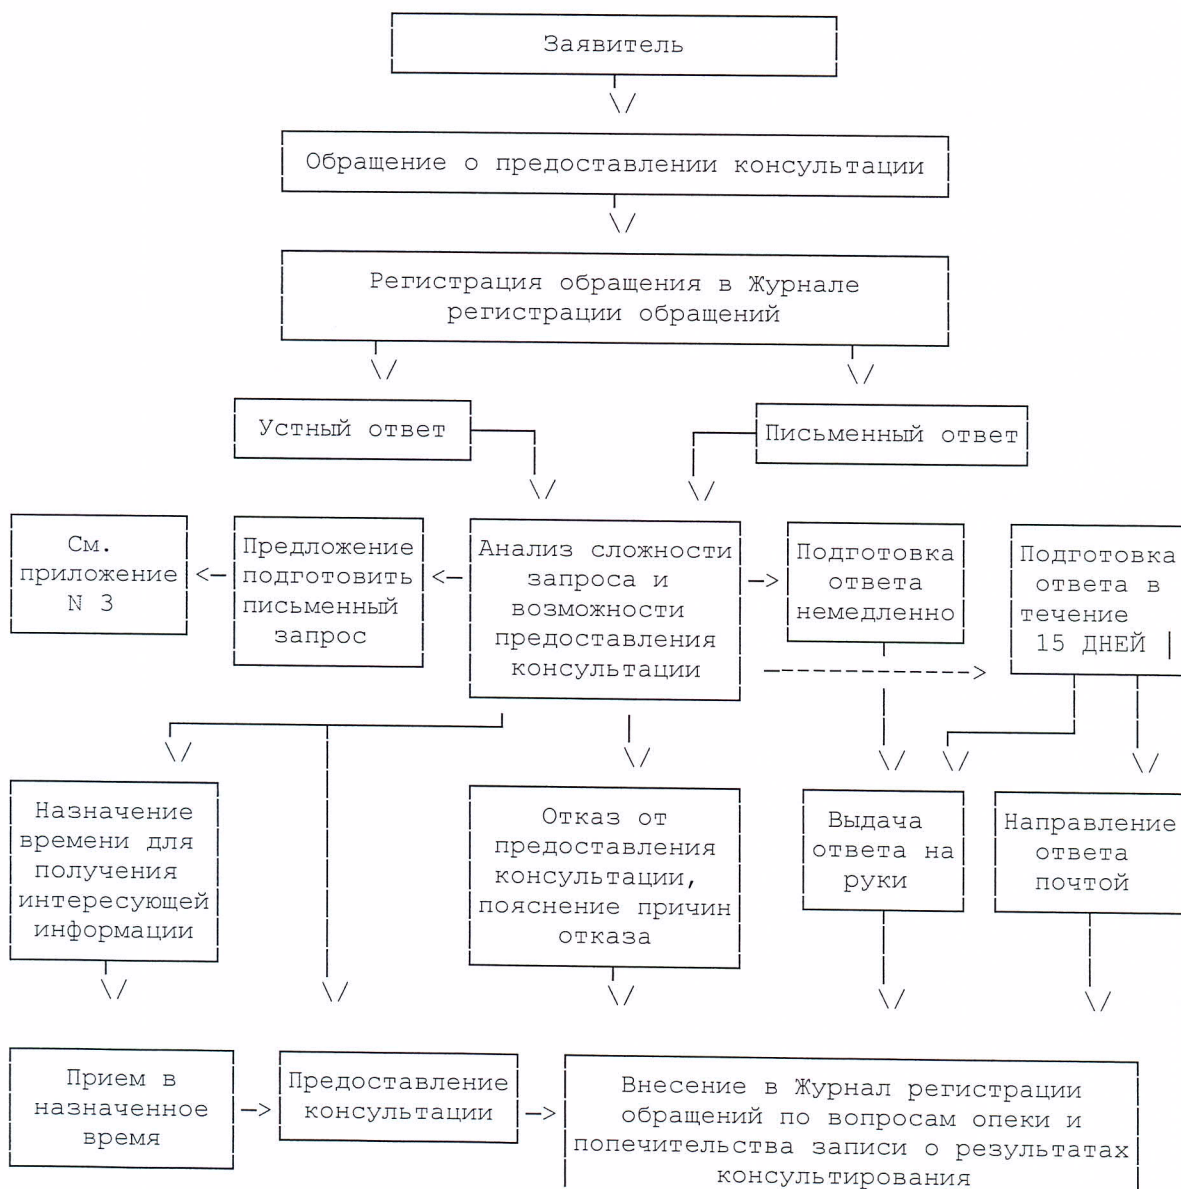 Заявитель
Обращение о предоставлении консультации
Регистрация обращения в Журнале
регистрации обращений
Устный ответ
Письменный ответ
См.
приложение
N 3
Предложение
подготовить
письменный
запрос
Анализ сложности
запроса и
возможности
предоставления
консультации
Подготовка
ответа
немедленно
Подготовка
ответа в
течение
15 ДНЕЙ
Назначение
времени для
получения
интересующей
информации
Отказ от
предоставления
консультации,
пояснение причин
отказа
Выдача
ответа на
руки
Направление
ответа
почтой
Прием в
назначенное
время
Предоставление
консультации
Внесение в Журнал регистрации
обращений по вопросам опеки и
попечительства записи о результатах
консультирования